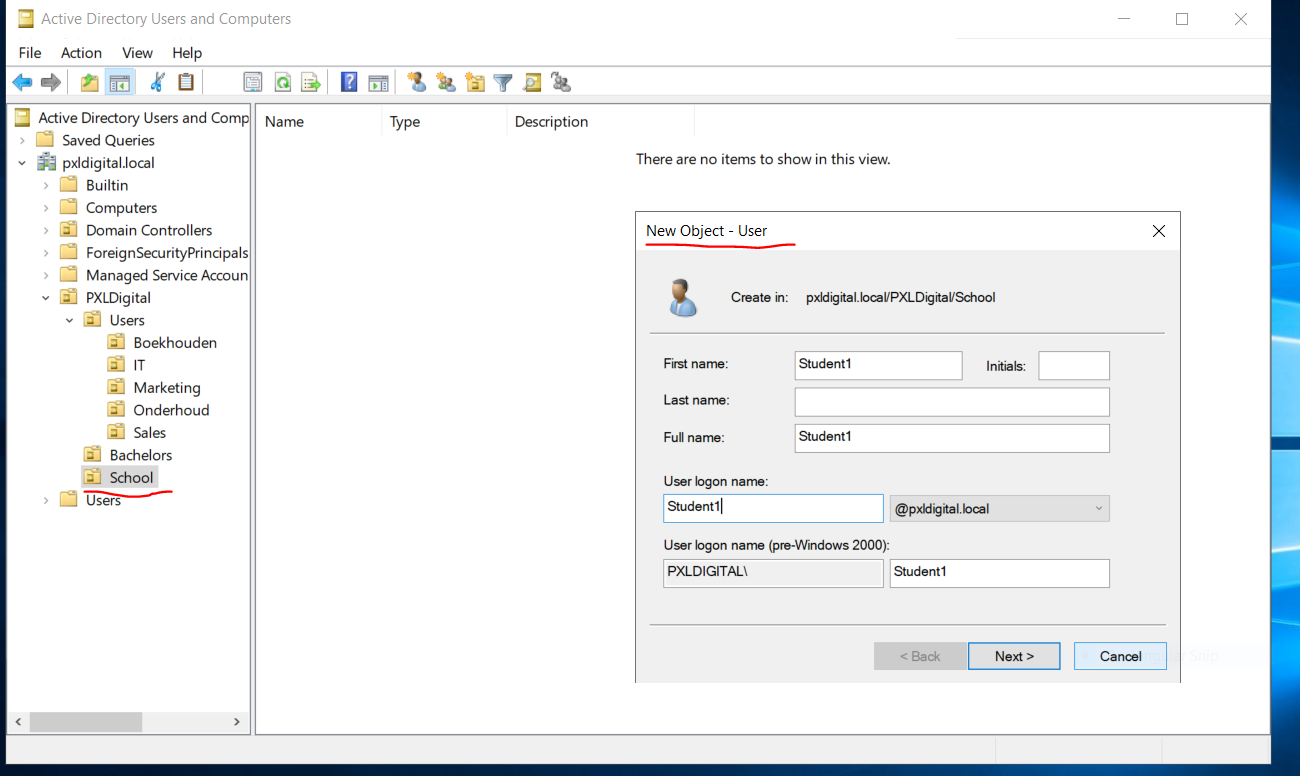 Active Directory Users and Computers
File Action View Help
Active Directory Users and Comp
Saved Queries
pxldigital.local
Builtin
Computers
Domain Controllers
ForeignSecurityPrincipals
Managed Service Accoun
PXLDigital
Users
Boekhouden
IT
Marketing
Onderhoud
Sales
Bachelors
School
Users
Name Type Description
There are no items to show in this view.
New Object - User
Create in: pxldigital.local/PXLDigital/School
First name: Student1 Initials:
Last name:
Full name: Student1
User logon name:
Student1 @pxldigital.local
User logon name (pre-Windows 2000):
PXLDIGITAL\ Student1
< Back Next > Cancel